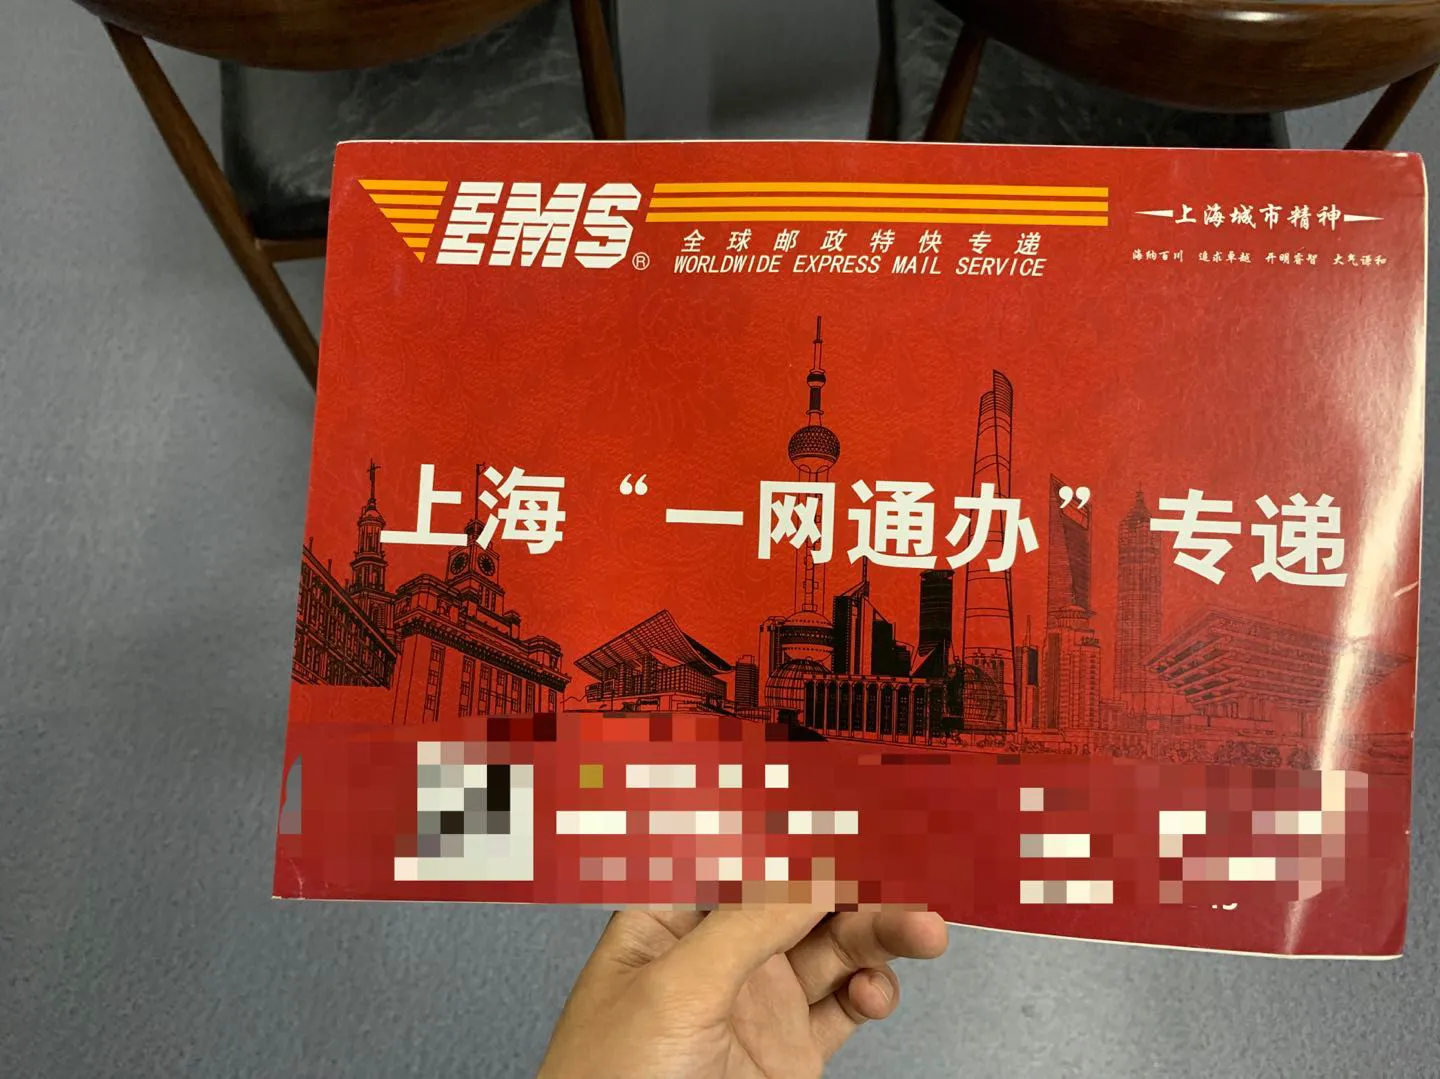 EMS®
全球邮政特快专递
WORLDWIDE EXPRESS MAIL SERVICE
上海城市精神
海纳百川 追求卓越 开明睿智 大气谦和
上海“一网通办”专递